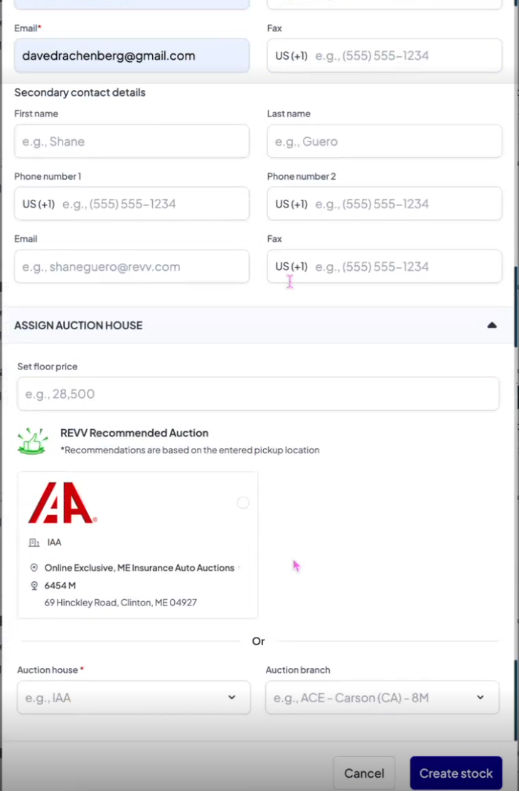 Email* Fax
davedrachenberg@gmail.com US (+1) e.g., (555) 555-1234
Secondary contact details
First name Last name
e.g., Shane e.g., Guero
Phone number 1 Phone number 2
US (+1) e.g., (555) 555-1234 US (+1) e.g., (555) 555-1234
Email Fax
e.g., shaneguero@revv.com US (+1) e.g., (555) 555-1234
ASSIGN AUCTION HOUSE
Set floor price
e.g., 28,500
REVV Recommended Auction
*Recommendations are based on the entered pickup location
IAA
IAA
Online Exclusive, ME Insurance Auto Auctions
6454 M
69 Hinckley Road, Clinton, ME 04927
Or
Auction house * Auction branch
e.g., IAA e.g., ACE - Carson (CA) - 8M
Cancel Create stock